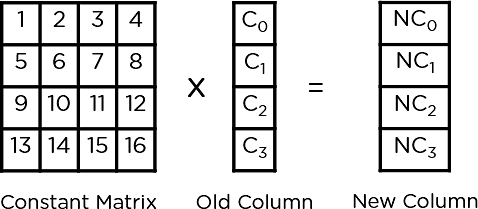 1 2 3 4 C₀ NC₀
5 6 7 8 C₁ NC₁
X =
9 10 11 12 C₂ NC₂
13 14 15 16 C₃ NC₃
Constant Matrix Old Column New Column